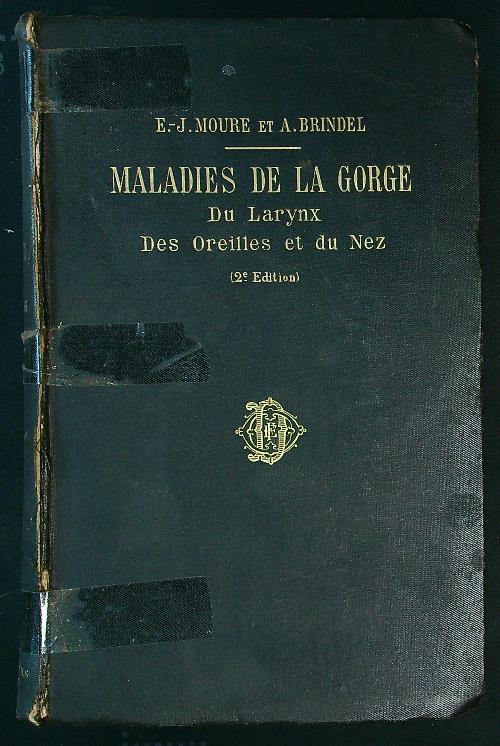 E.-J. MOURE ET A. BRINDEL
MALADIES DE LA GORGE
Du Larynx
Des Oreilles et du Nez
(2e Edition)